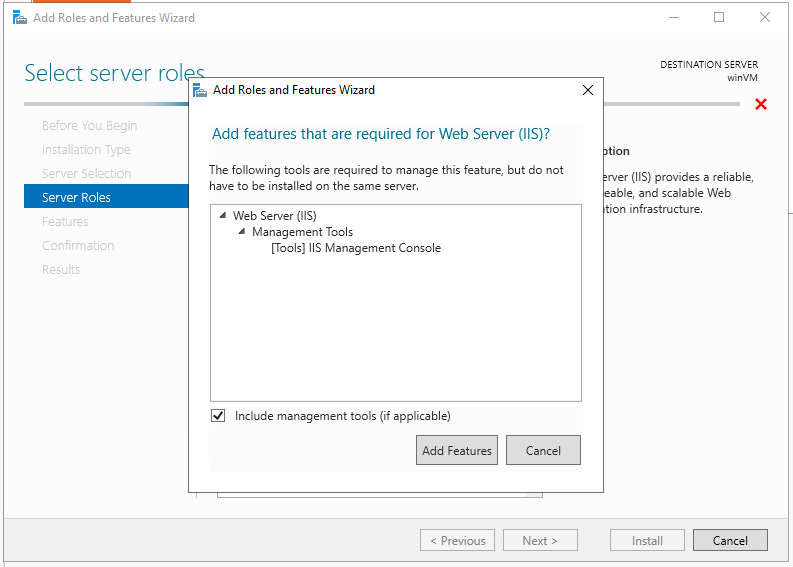 Add Roles and Features Wizard
Select server roles
DESTINATION SERVER
winVM
Before You Begin
Installation Type
Server Selection
Server Roles
Features
Confirmation
Results
Add Roles and Features Wizard
Add features that are required for Web Server (IIS)?
The following tools are required to manage this feature, but do not
have to be installed on the same server.
Web Server (IIS)
Management Tools
[Tools] IIS Management Console
Include management tools (if applicable)
Add Features
Cancel
ption
erver (IIS) provides a reliable,
eable, and scalable Web
tion infrastructure.
< Previous
Next >
Install
Cancel